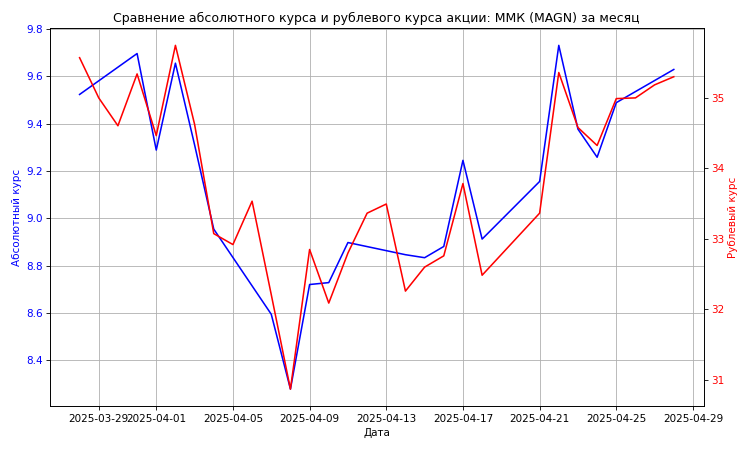 Сравнение абсолютного курса и рублевого курса акции: ММК (MAGN) за месяц
9.8
9.6
9.4
9.2
9.0
8.8
8.6
8.4
Абсолютный курс
35
34
33
32
31
Рублевый курс
2025-03-29 2025-04-01 2025-04-05 2025-04-09 2025-04-13 2025-04-17 2025-04-21 2025-04-25 2025-04-29
Дата